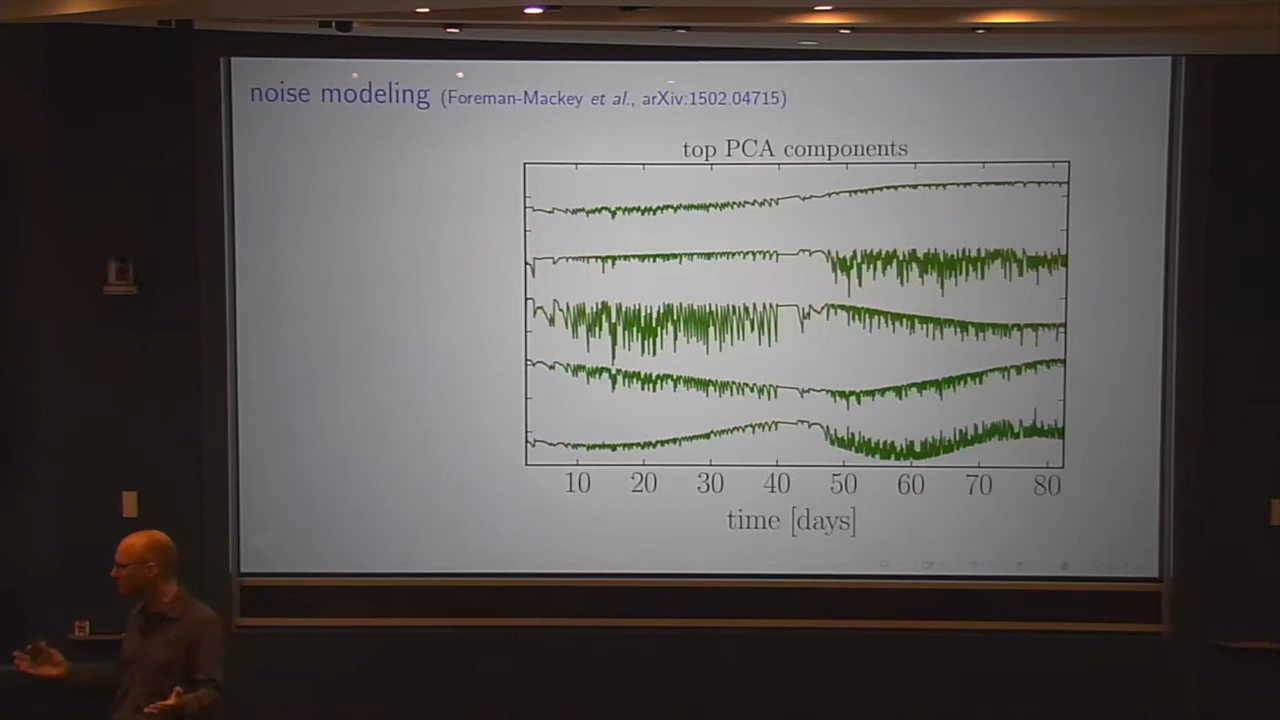 noise modeling (Foreman-Mackey et al., arXiv:1502.04715)
top PCA components
10 20 30 40 50 60 70 80
time [days]